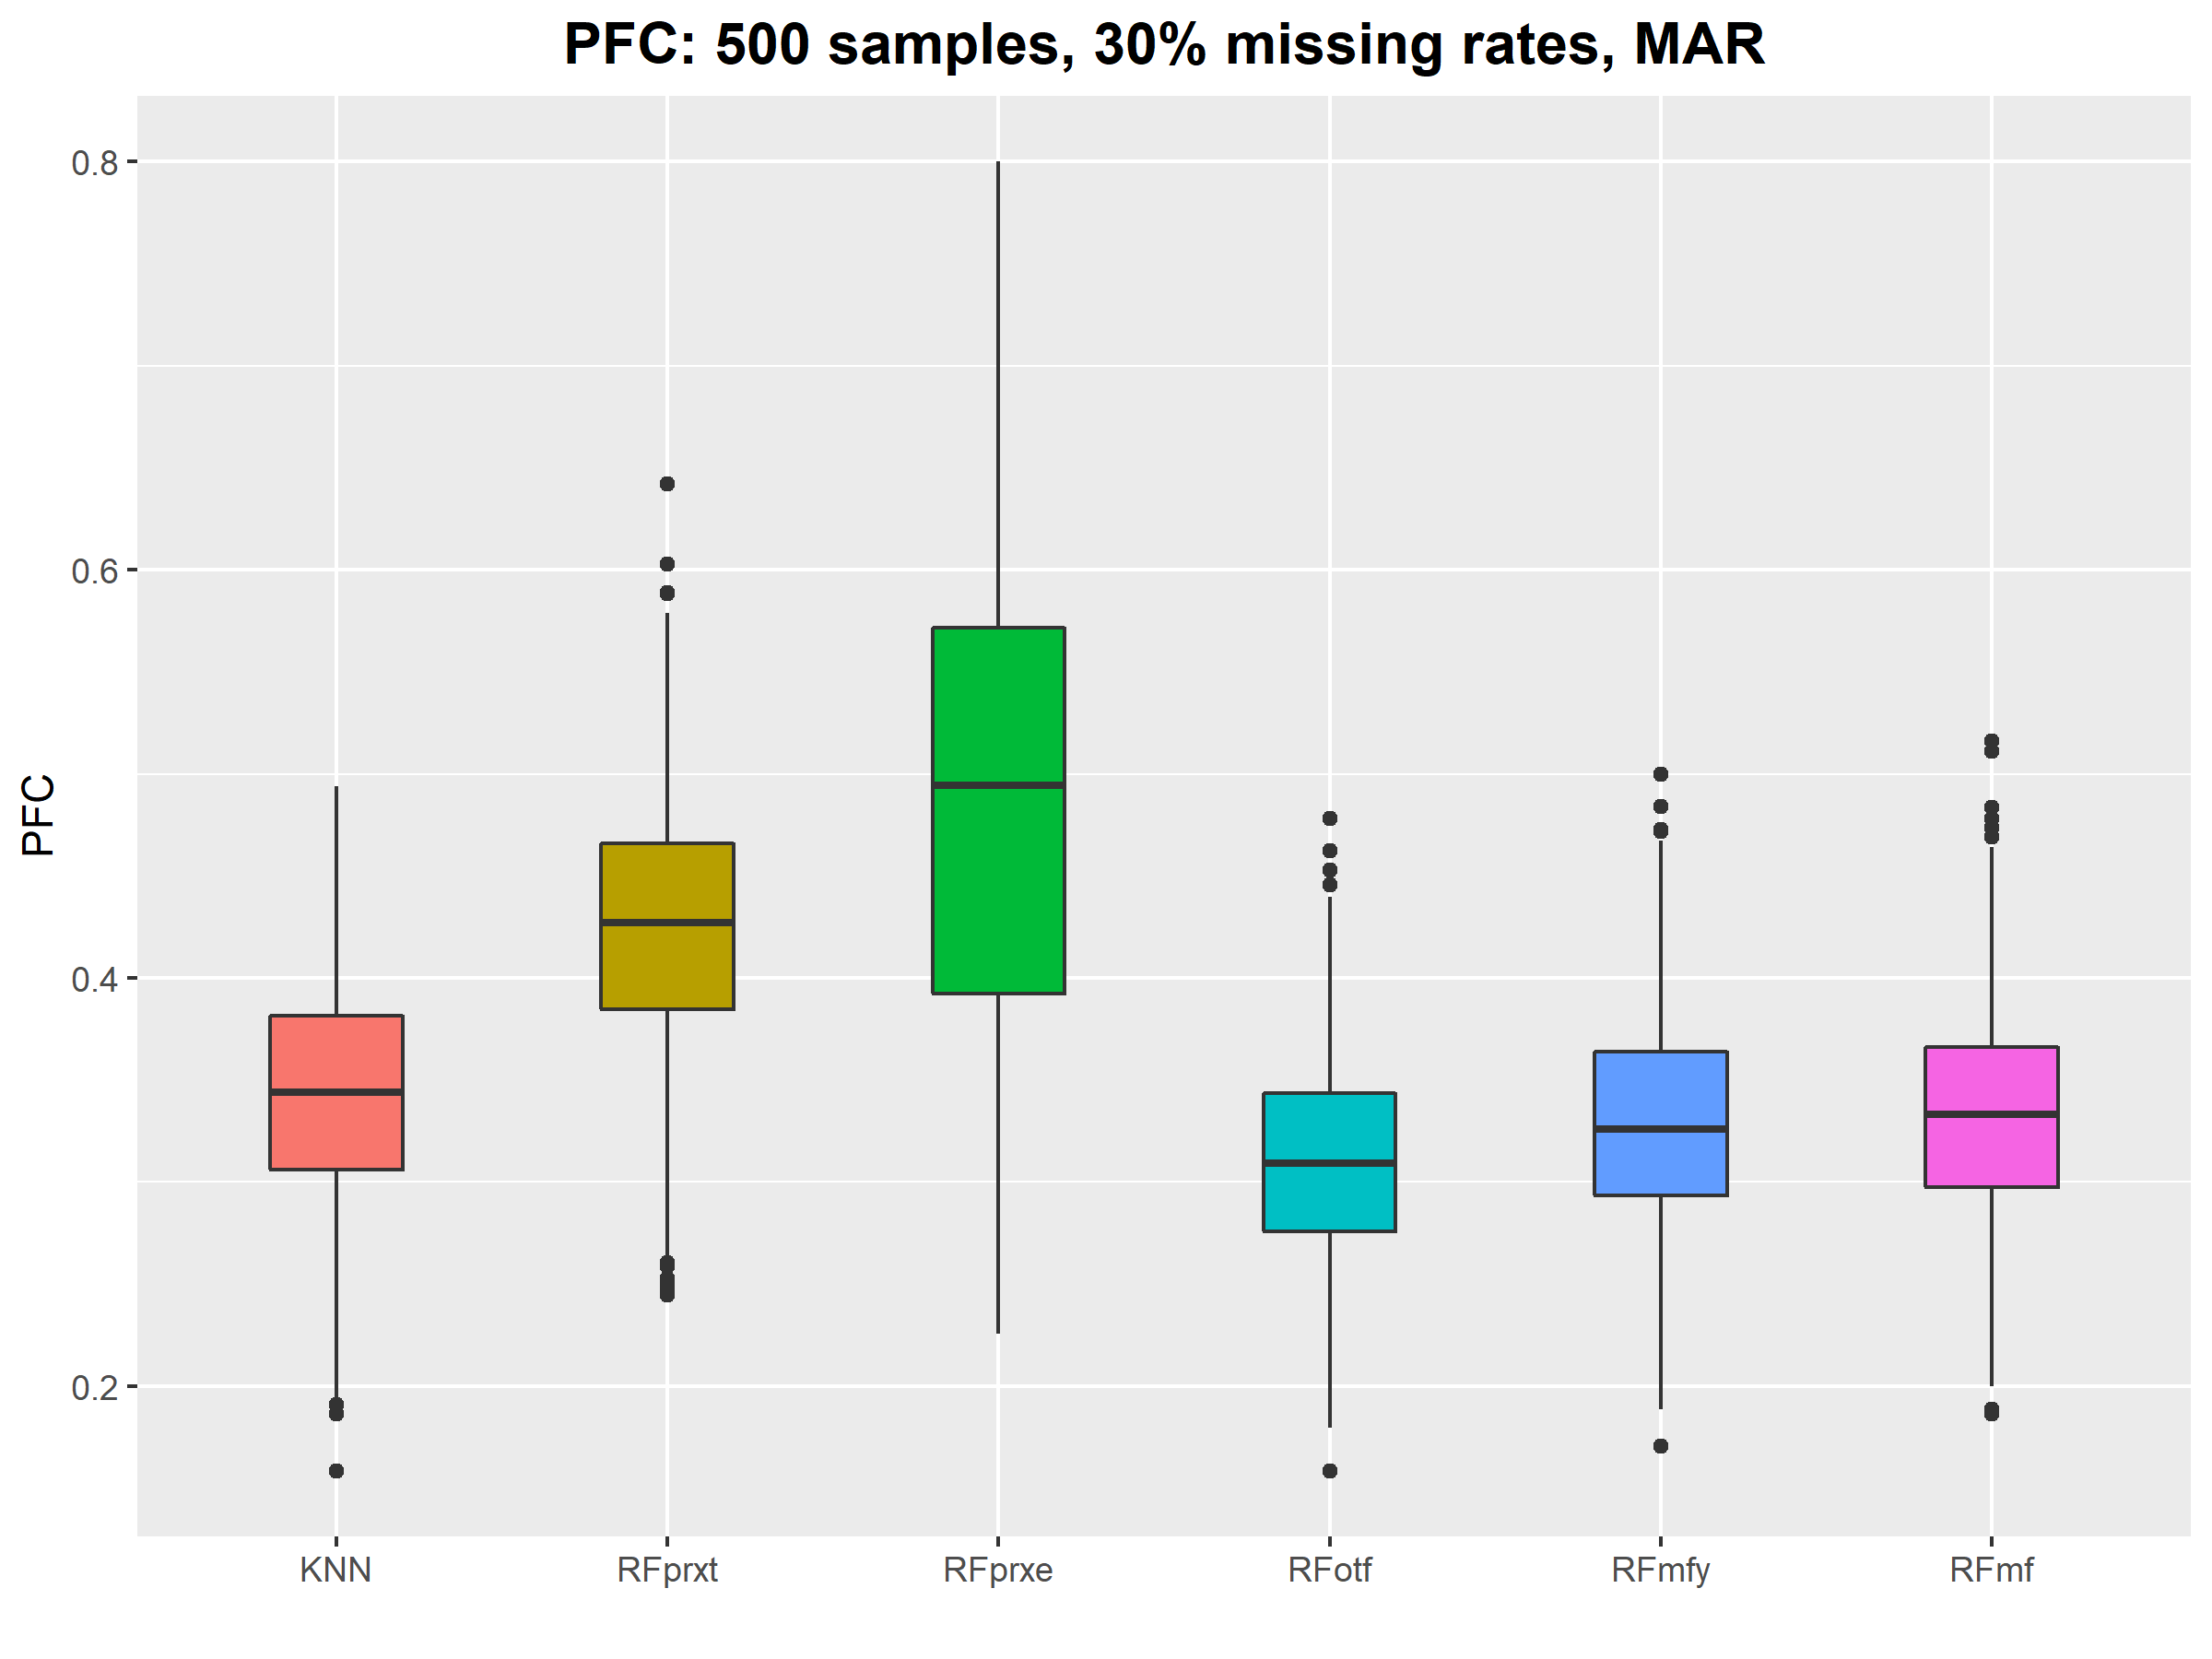 PFC: 500 samples, 30% missing rates, MAR
0.8
0.6
0.4
0.2
PFC
KNN RFprxt RFprxe RFotf RFmfy RFmf